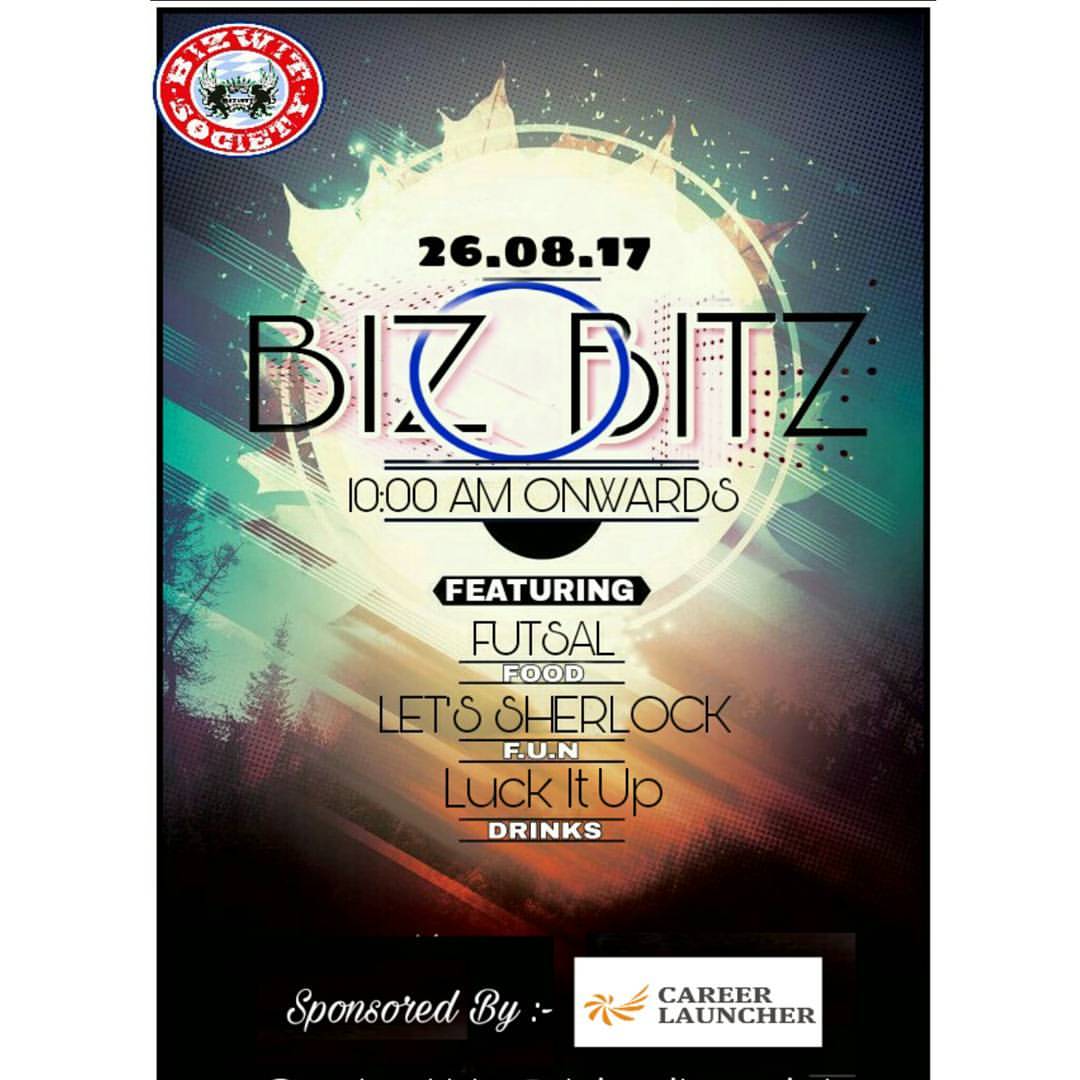 BIZWIT
SOCIETY
26.08.17
BIZ BITZ
10:00 AM ONWARDS
FEATURING
FUTSAL
FOOD
LET'S SHERLOCK
F.U.N
Luck It Up
DRINKS
Sponsored By :-
CAREER
LAUNCHER